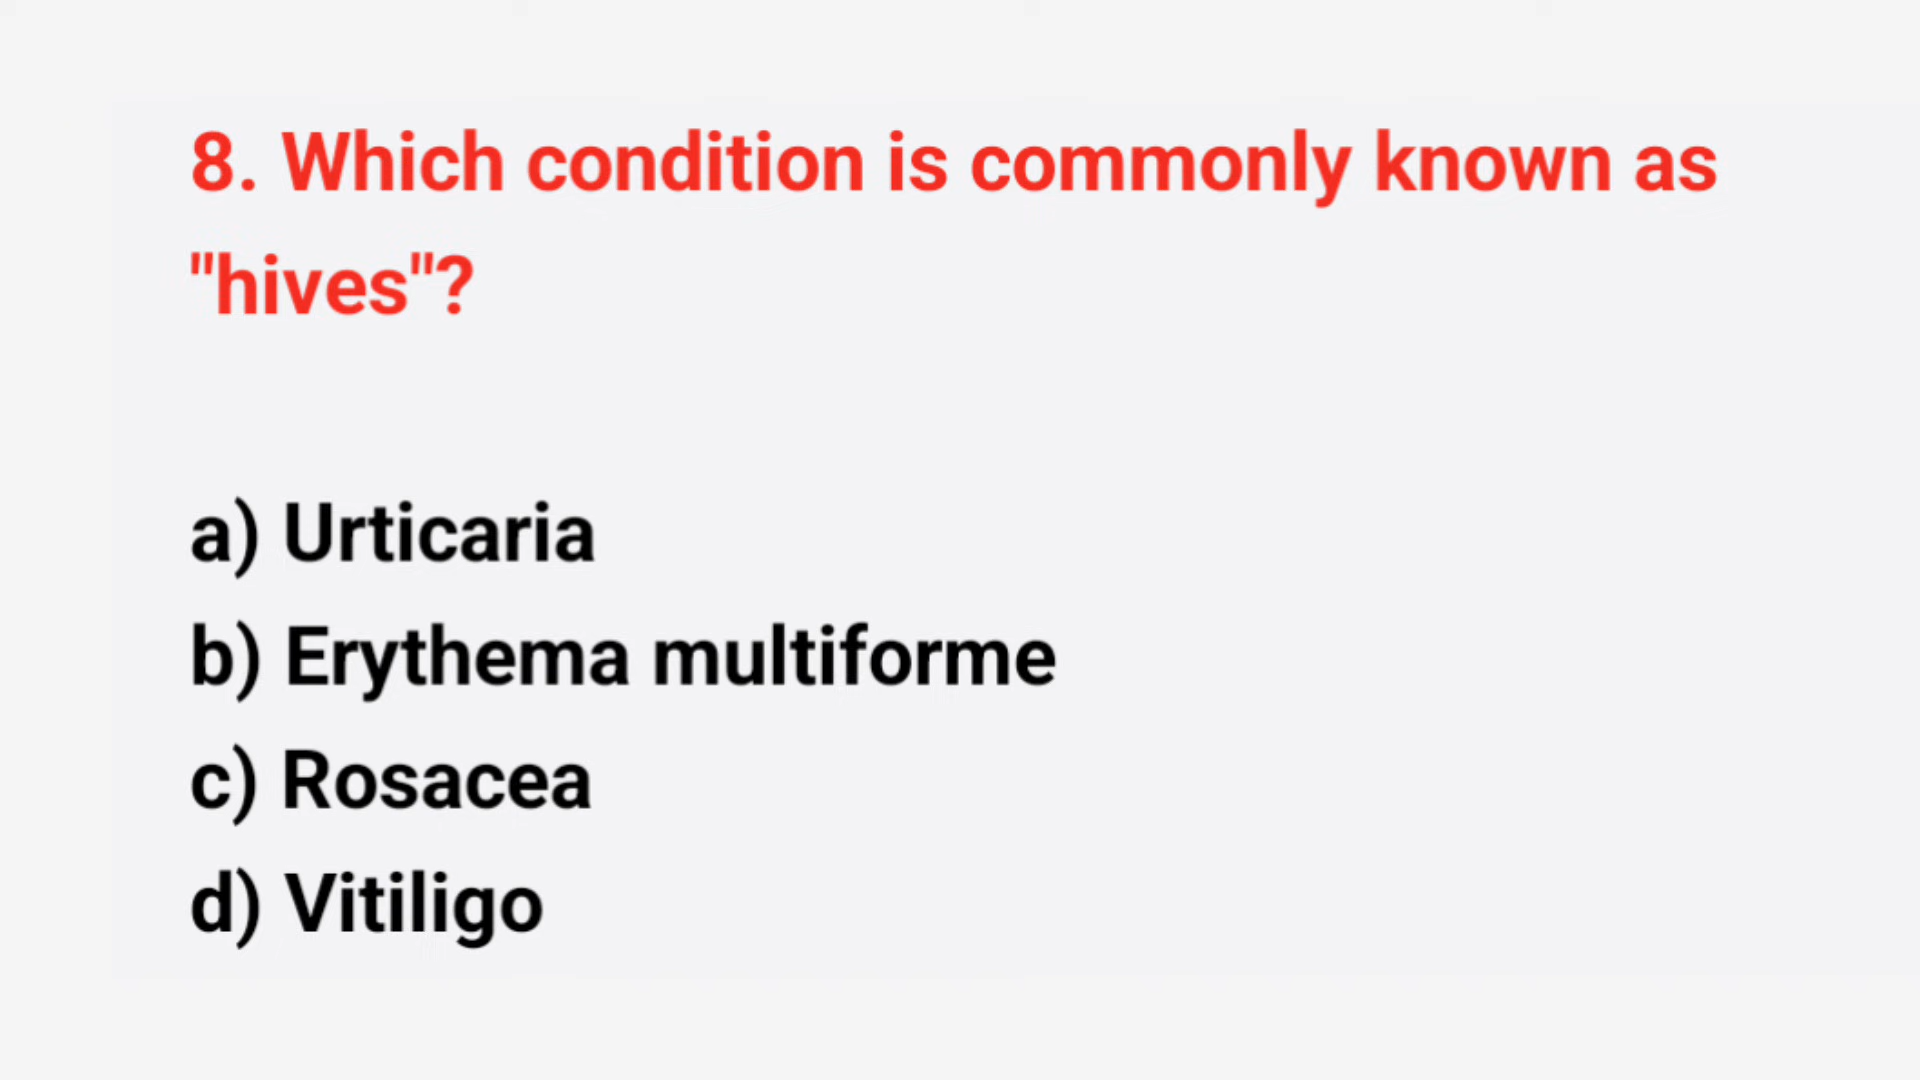 8. Which condition is commonly known as
"hives"?
a) Urticaria
b) Erythema multiforme
c) Rosacea
d) Vitiligo